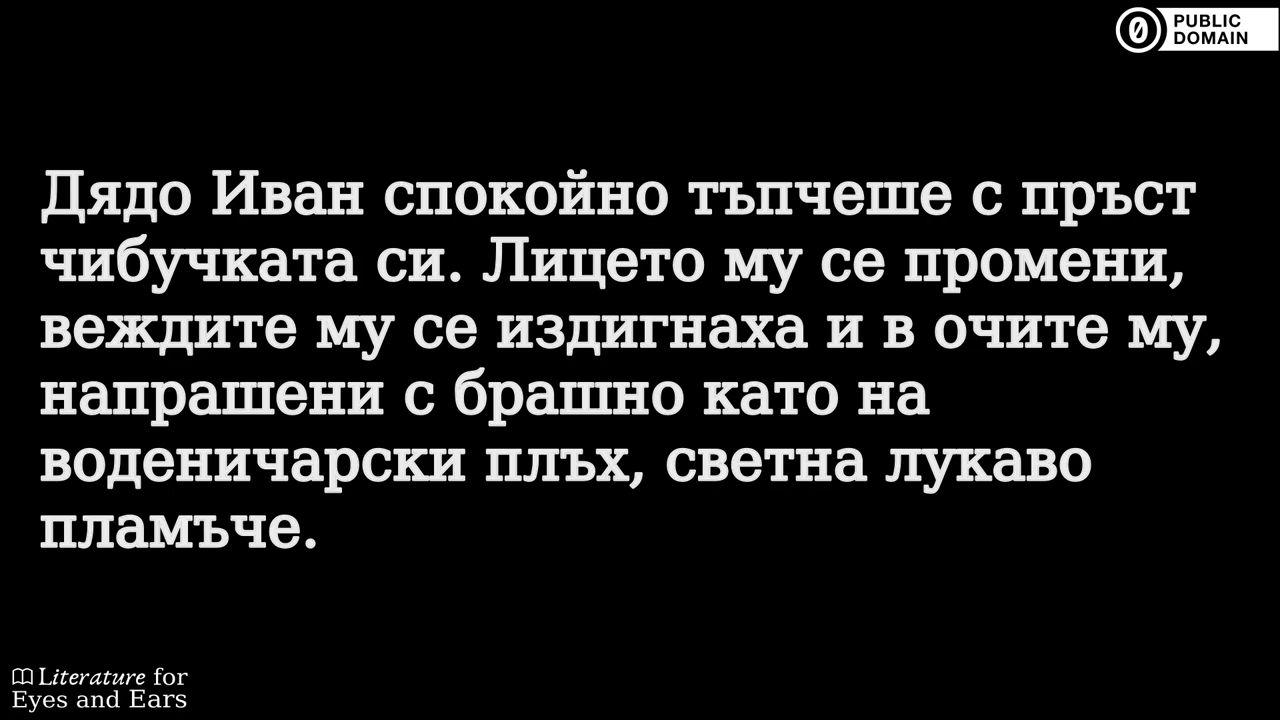 PUBLIC
DOMAIN
Дядо Иван спокойно тъпчеше с пръст
чибучката си. Лицето му се промени,
веждите му се издигнаха и в очите му,
напрашени с брашно като на
воденичарски плъх, светна лукаво
пламъче.
Literature for
Eyes and Ears